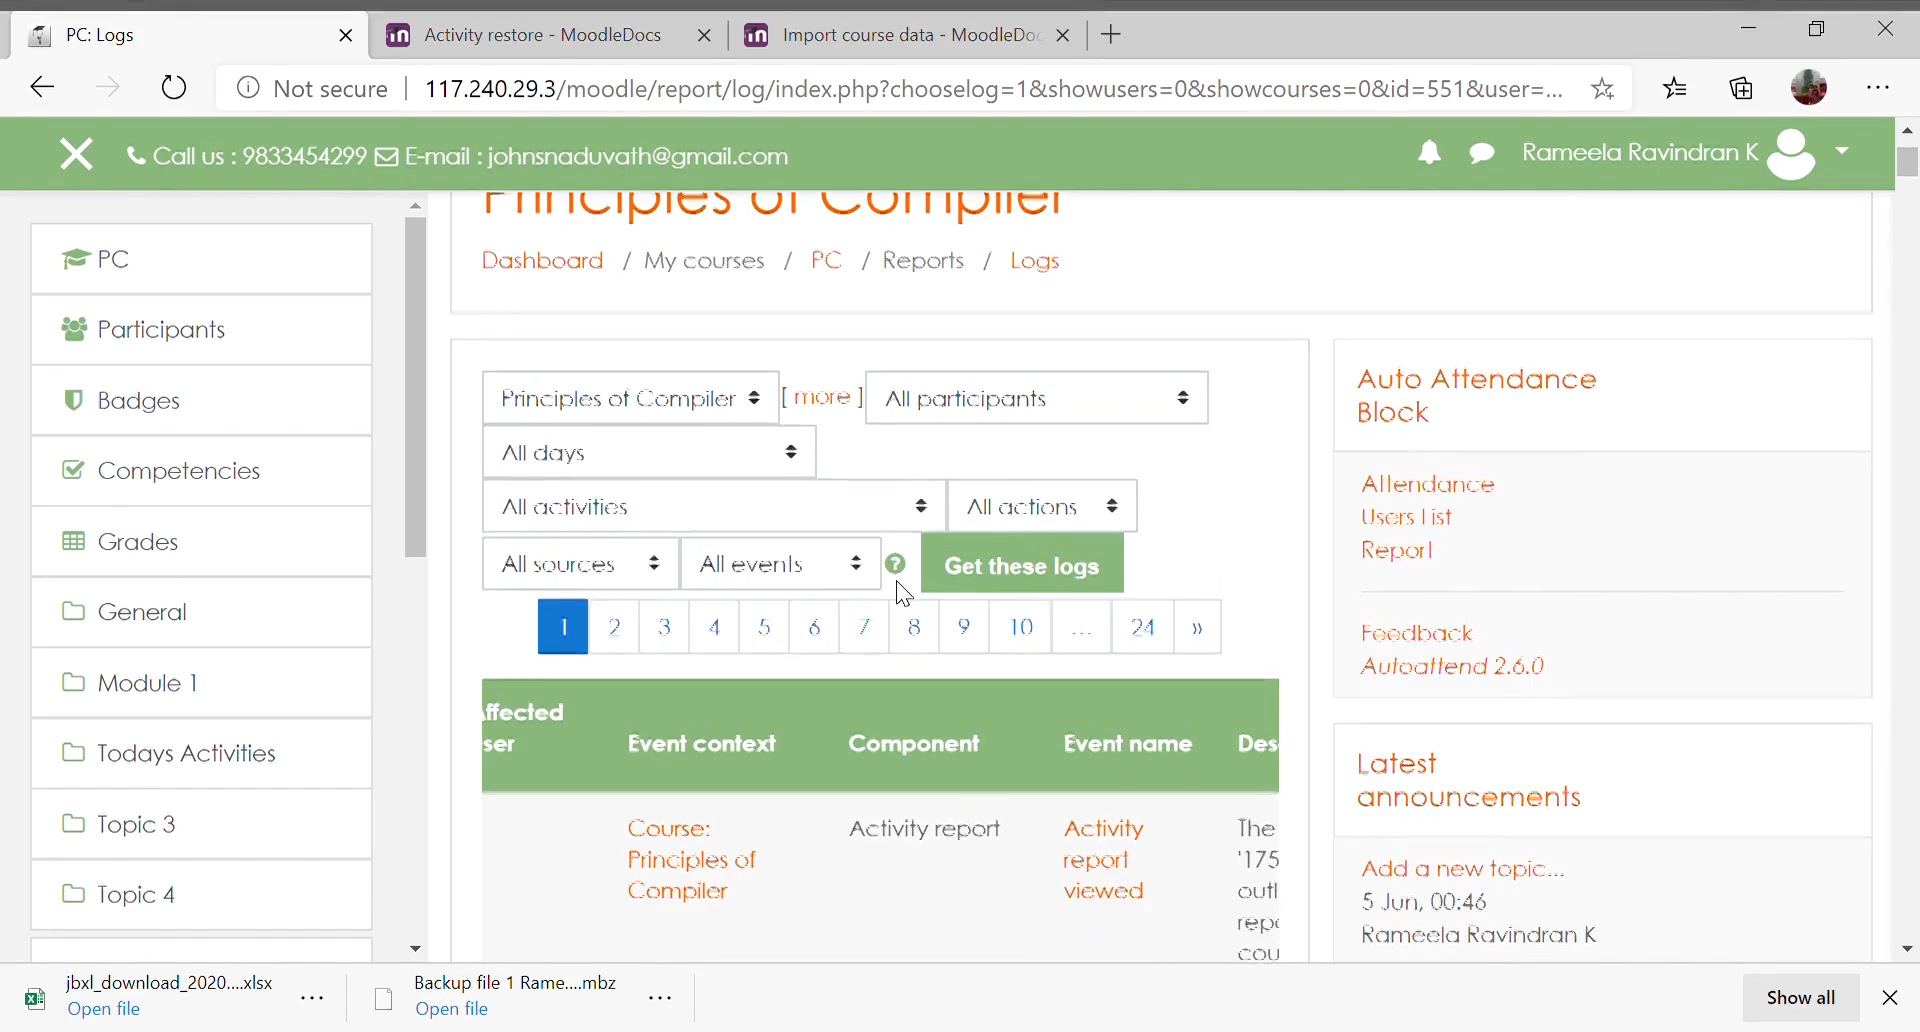 PC: Logs
Activity restore - MoodleDocs
Import course data - MoodleDoc
Not secure
117.240.29.3/moodle/report/log/index.php?chooselog=1&showusers=0&showcourses=0&id=551&user=...
Call us : 9833454299 E-mail : johnsnaduvath@gmail.com
Rameela Ravindran K
Principles of Compiler
Dashboard / My courses / PC / Reports / Logs
PC
Participants
Badges
Competencies
Grades
General
Module 1
Todays Activities
Topic 3
Topic 4
Principles of Compiler [ more ] All participants
All days
All activities All actions
All sources All events ? Get these logs
1 2 3 4 5 6 7 8 9 10 ... 24 »
ffected
ser
Event context Component Event name Des
Course:
Principles of
Compiler
Activity report
Activity
report
viewed
The
'175
outl
repo
cou
Auto Attendance
Block
Attendance
Users List
Report
Feedback
Autoattend 2.6.0
Latest
announcements
Add a new topic...
5 Jun, 00:46
Rameela Ravindran K
jbxl_download_2020....xlsx
Open file
Backup file 1 Rame....mbz
Open file
Show all